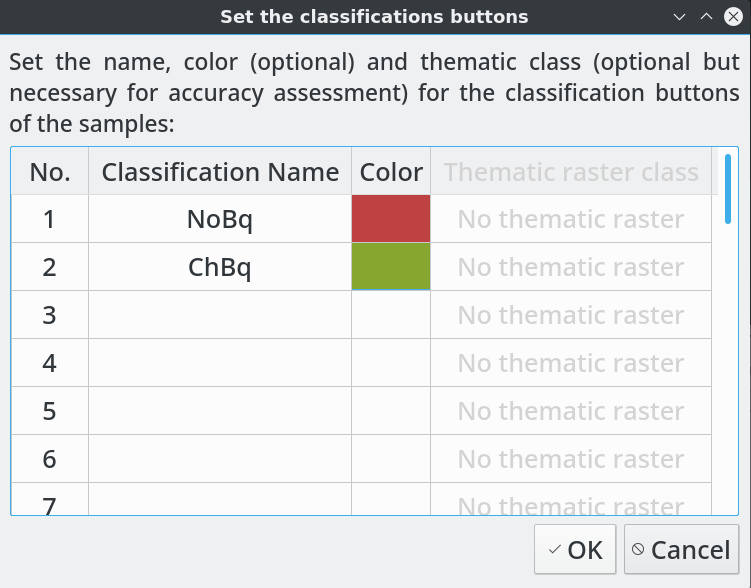 Set the classifications buttons
Set the name, color (optional) and thematic class (optional but
necessary for accuracy assessment) for the classification buttons
of the samples:
No. Classification Name Color Thematic raster class
1 NoBq No thematic raster
2 ChBq No thematic raster
3 No thematic raster
4 No thematic raster
5 No thematic raster
6 No thematic raster
7 No thematic raster
OK Cancel